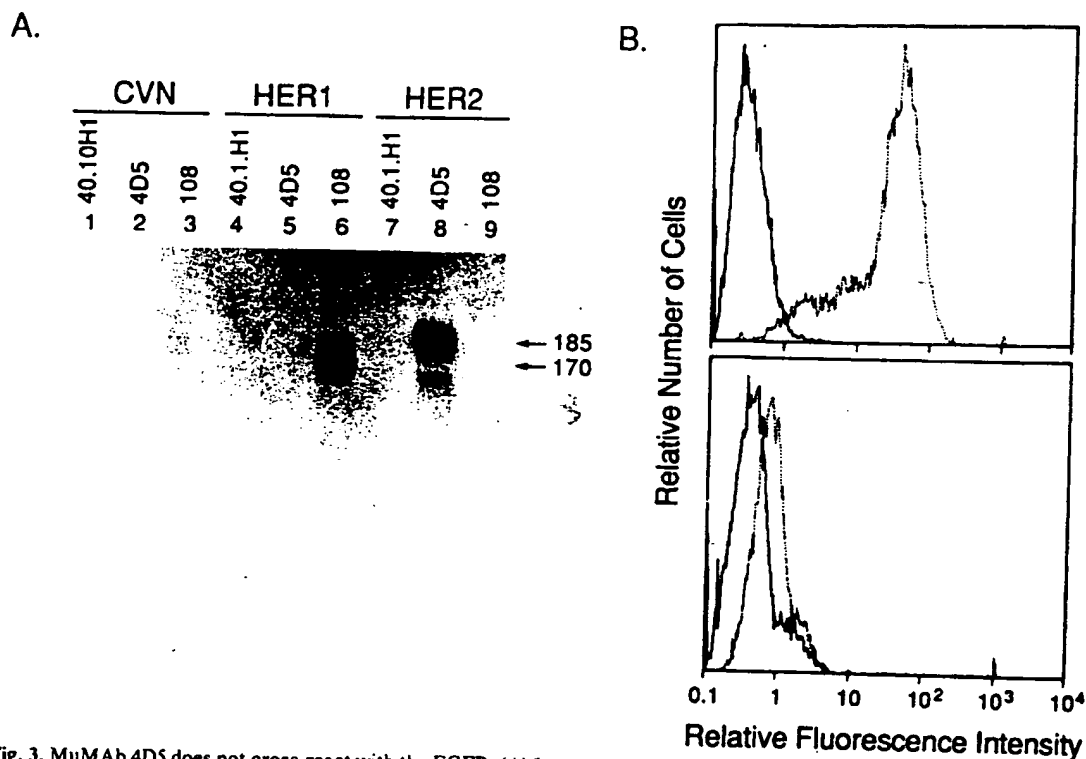 A.
CVN HER1 HER2
40.10H1 4D5 108 40.1.H1 4D5 108 40.1.H1 4D5 108
1 2 3 4 5 6 7 8 9
← 185
← 170
B.
Relative Number of Cells
0.1 1 10 10² 10³ 10⁴
Relative Fluorescence Intensity
ig. 3. MuMAb 4D5 does not cross react with the EGFR